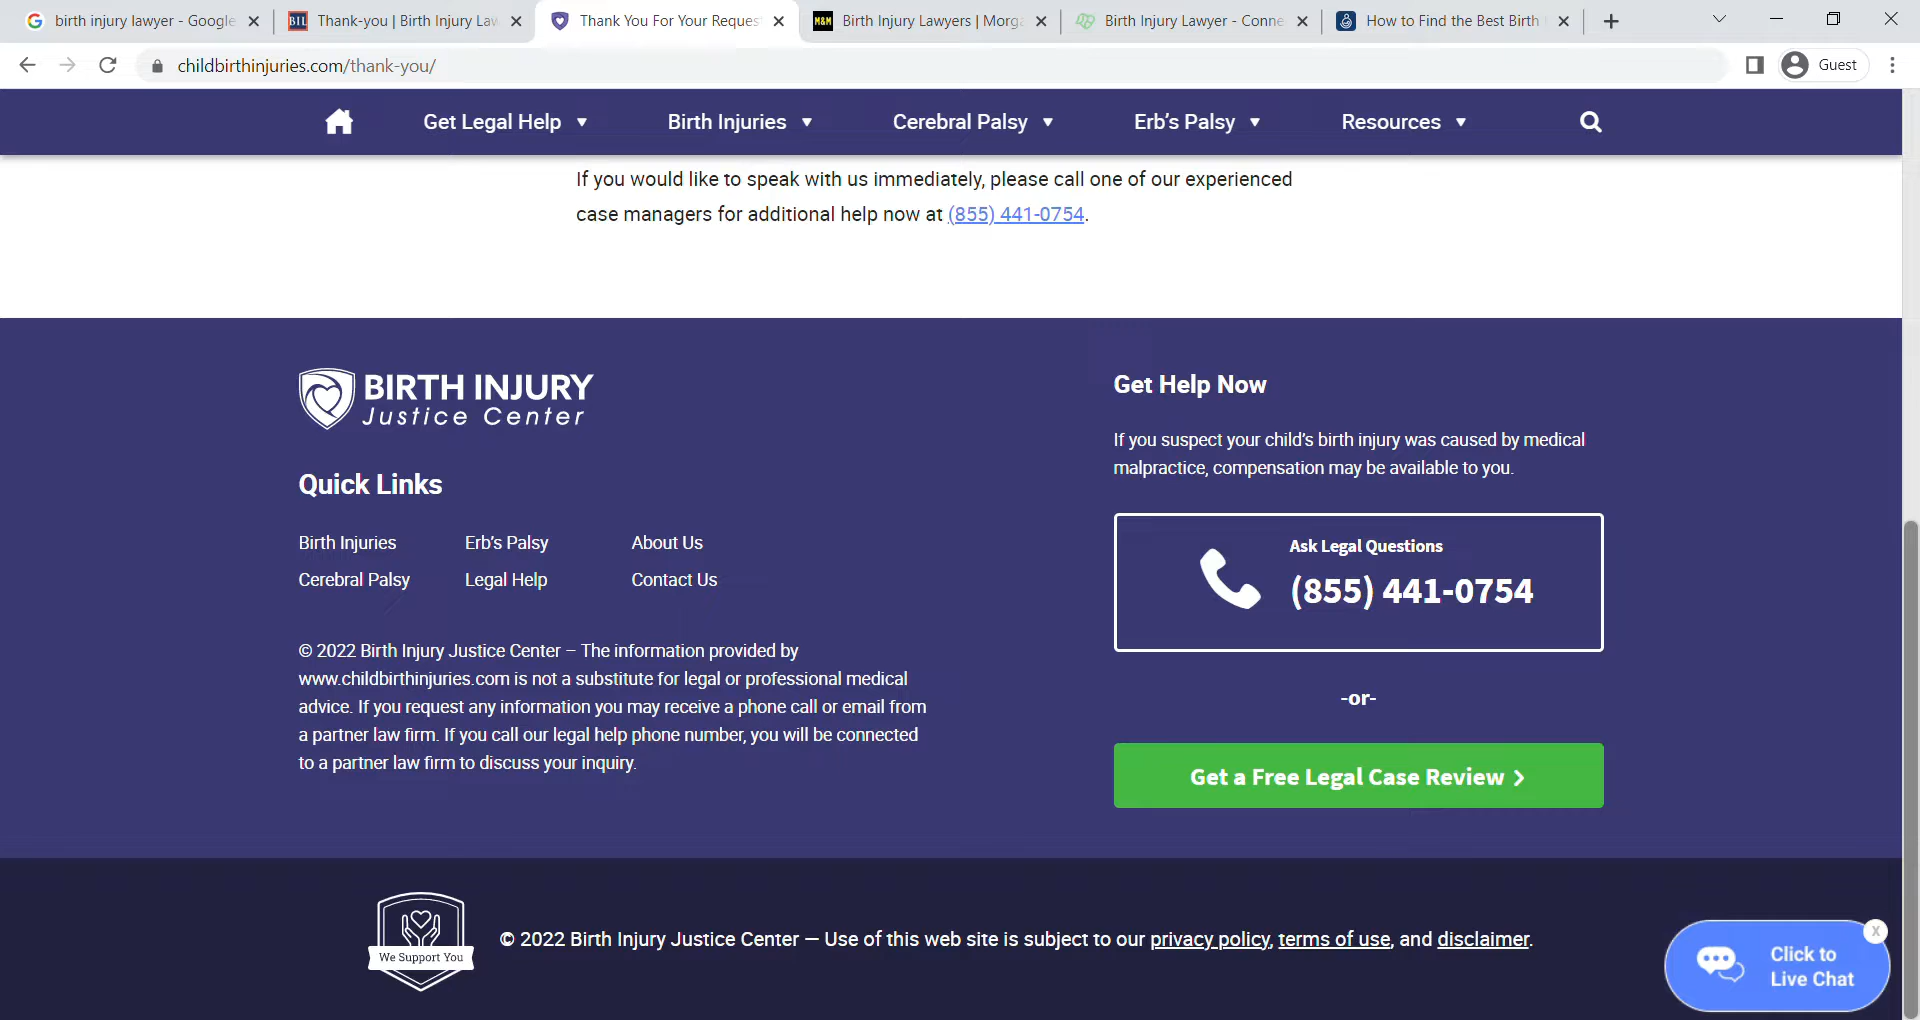 birth injury lawyer - Google
Thank-you | Birth Injury Law
Thank You For Your Reques
Birth Injury Lawyers | Morga
Birth Injury Lawyer - Conne
How to Find the Best Birth
childbirthinjuries.com/thank-you/
Guest
Get Legal Help
Birth Injuries
Cerebral Palsy
Erb's Palsy
Resources
If you would like to speak with us immediately, please call one of our experienced
case managers for additional help now at (855) 441-0754.
BIRTH INJURY
Justice Center
Quick Links
Birth Injuries Erb's Palsy About Us
Cerebral Palsy Legal Help Contact Us
© 2022 Birth Injury Justice Center – The information provided by
www.childbirthinjuries.com is not a substitute for legal or professional medical
advice. If you request any information you may receive a phone call or email from
a partner law firm. If you call our legal help phone number, you will be connected
to a partner law firm to discuss your inquiry.
Get Help Now
If you suspect your child's birth injury was caused by medical
malpractice, compensation may be available to you.
Ask Legal Questions
(855) 441-0754
-or-
Get a Free Legal Case Review
We Support You
© 2022 Birth Injury Justice Center — Use of this web site is subject to our privacy policy, terms of use, and disclaimer.
X
Click to
Live Chat
BIL
M&M